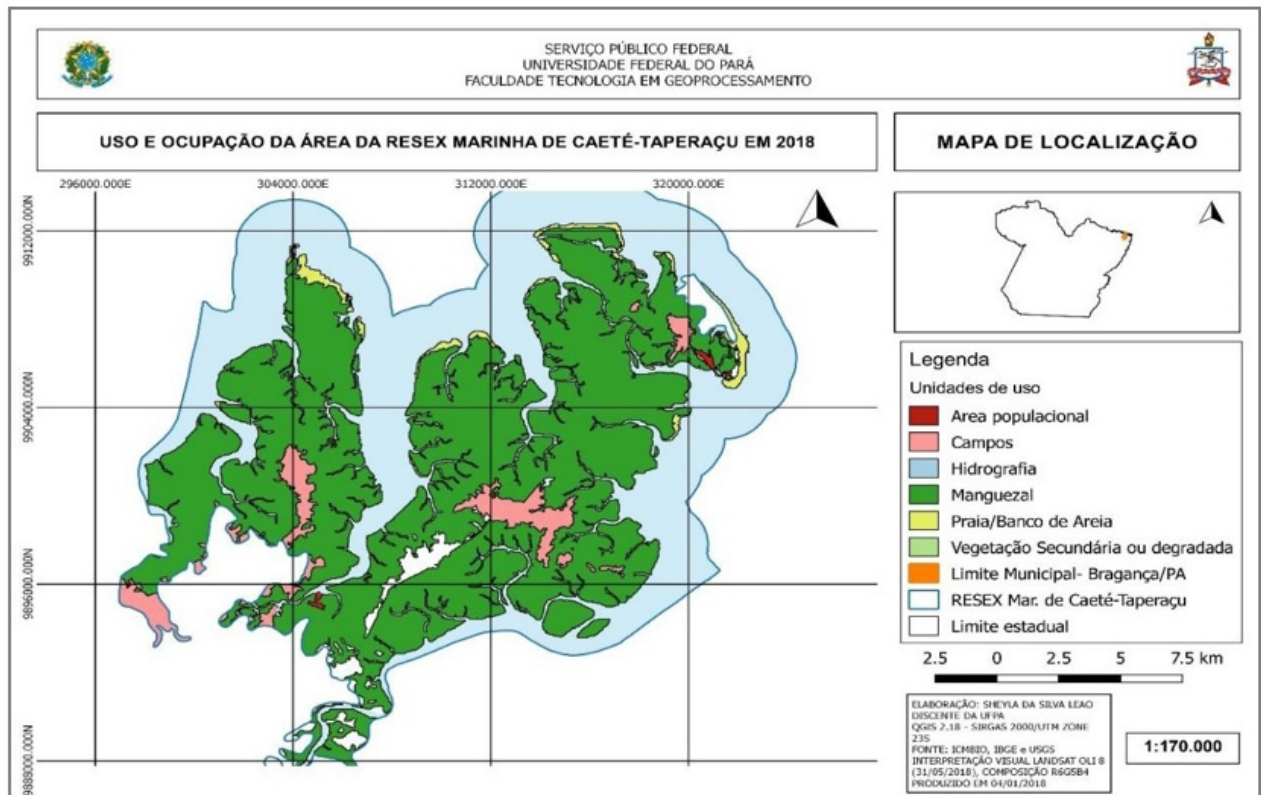 SERVIÇO PÚBLICO FEDERAL
UNIVERSIDADE FEDERAL DO PARÁ
FACULDADE TECNOLOGIA EM GEOPROCESSAMENTO
USO E OCUPAÇÃO DA ÁREA DA RESEX MARINHA DE CAETÉ-TAPERAÇU EM 2018
MAPA DE LOCALIZAÇÃO
296000.000E 304000.000E 312000.000E 320000.000E
9912000.000N
9904000.000N
9896000.000N
9888000.000N
Legenda
Unidades de uso
Area populacional
Campos
Hidrografia
Manguezal
Praia/Banco de Areia
Vegetação Secundária ou degradada
Limite Municipal- Bragança/PA
RESEX Mar. de Caeté-Taperaçu
Limite estadual
2.5 0 2.5 5 7.5 km
ELABORAÇÃO: SHEYLA DA SILVA LEAO
DISCENTE DA UFPA
QGIS 2.18 - SIRGAS 2000/UTM ZONE
23S
FONTE: ICMBIO, IBGE e USGS
INTERPRETAÇÃO VISUAL LANDSAT OLI 8
(31/05/2018), COMPOSIÇÃO R6G5B4
PRODUZIDO EM 04/01/2018
1:170.000